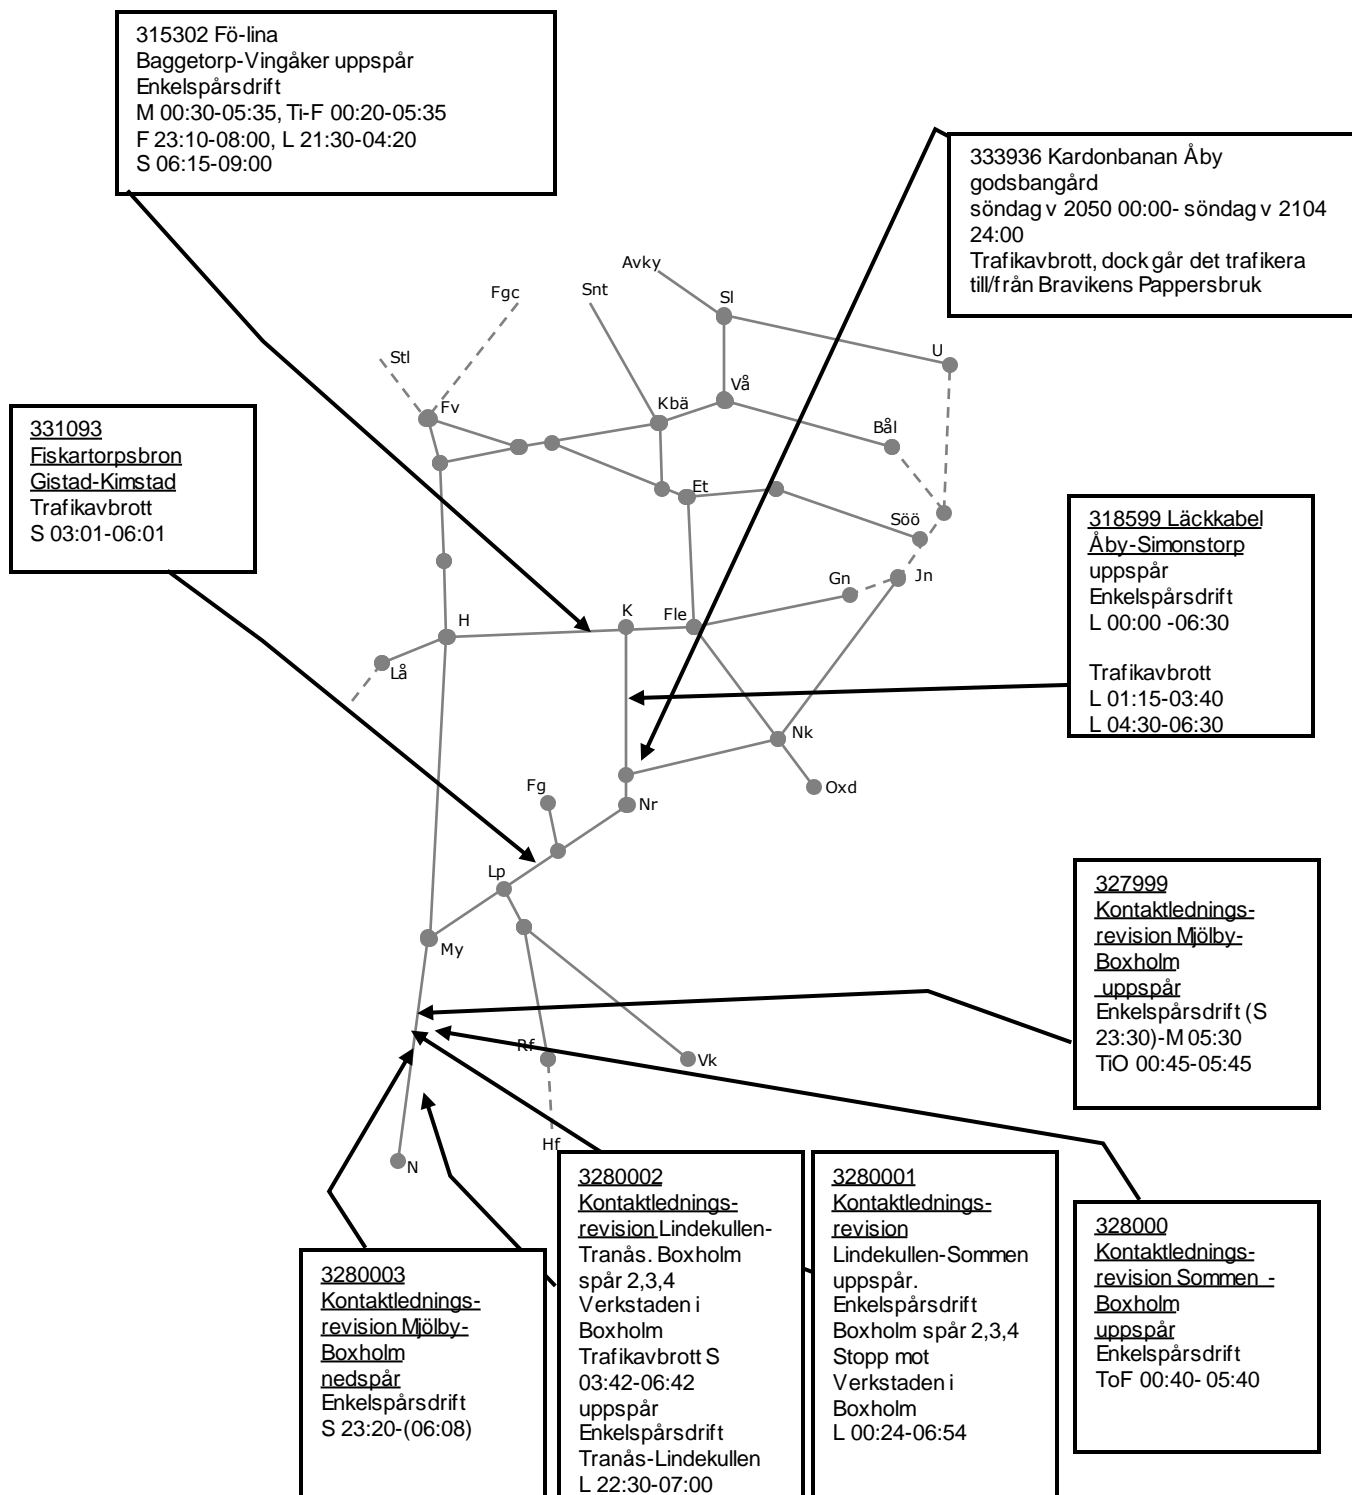 315302 Fö-lina
Baggetorp-Vingåker uppspår
Enkelspårsdrift
M 00:30-05:35, Ti-F 00:20-05:35
F 23:10-08:00, L 21:30-04:20
S 06:15-09:00
333936 Kardonbanan Åby
godsbangård
söndag v 2050 00:00- söndag v 2104
24:00
Trafikavbrott, dock går det trafikera
till/från Bravikens Pappersbruk
Avky
Fgc
Snt
Sl
Stl
U
Vå
Fv
Kbä
Bål
331093
Fiskartorpsbron
Gistad-Kimstad
Trafikavbrott
S 03:01-06:01
Et
Söö
318599 Läckkabel
Åby-Simonstorp
uppspår
Enkelspårsdrift
L 00:00 -06:30
Trafikavbrott
L 01:15-03:40
L 04:30-06:30
Jn
Gn
H
K
Fle
Lå
Nk
Fg
Nr
Oxd
Lp
My
327999
Kontaktlednings-
revision Mjölby-
Boxholm
uppspår
Enkelspårsdrift (S
23:30)-M 05:30
TiO 00:45-05:45
Rf
Vk
Hf
N
3280003
Kontaktlednings-
revision Mjölby-
Boxholm
nedspår
Enkelspårsdrift
S 23:20-(06:08)
3280002
Kontaktlednings-
revision Lindekullen-
Tranås. Boxholm
spår 2,3,4
Verkstaden i
Boxholm
Trafikavbrott S
03:42-06:42
uppspår
Enkelspårsdrift
Tranås-Lindekullen
L 22:30-07:00
3280001
Kontaktlednings-
revision
Lindekullen-Sommen
uppspår.
Enkelspårsdrift
Boxholm spår 2,3,4
Stopp mot
Verkstaden i
Boxholm
L 00:24-06:54
328000
Kontaktlednings-
revision Sommen -
Boxholm
uppspår
Enkelspårsdrift
ToF 00:40- 05:40